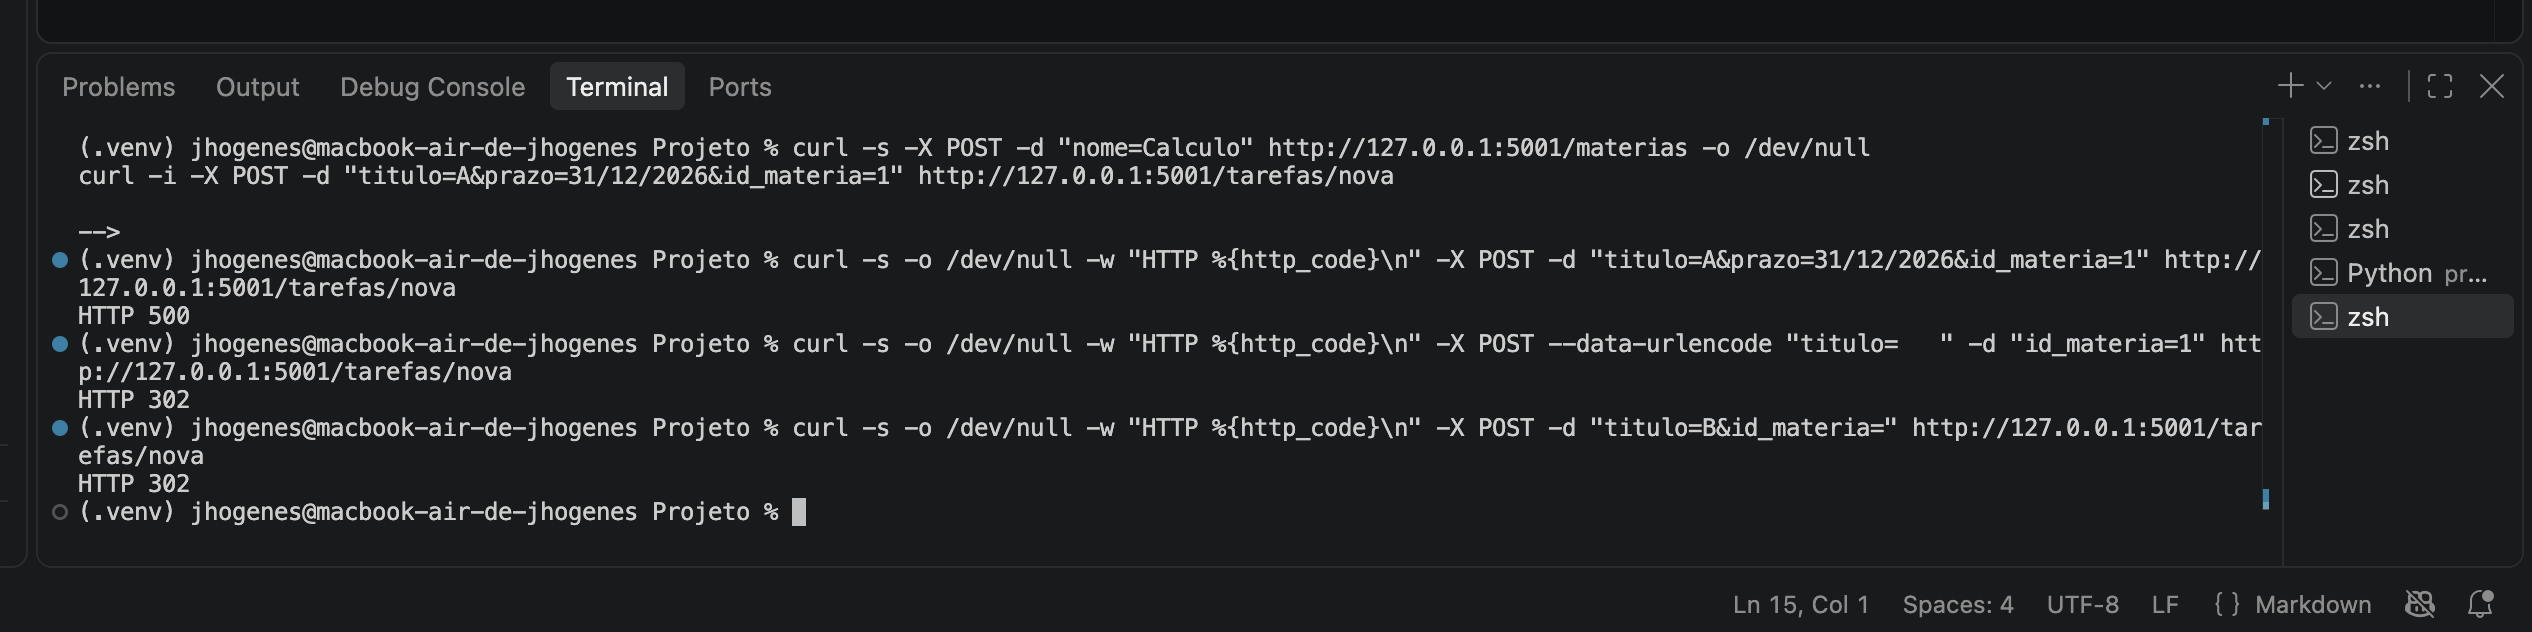 Problems Output Debug Console Terminal Ports
(.venv) jhogenes@macbook-air-de-jhogenes Projeto % curl -s -X POST -d "nome=Calculo" http://127.0.0.1:5001/materias -o /dev/null
curl -i -X POST -d "titulo=A&prazo=31/12/2026&id_materia=1" http://127.0.0.1:5001/tarefas/nova
-->
(.venv) jhogenes@macbook-air-de-jhogenes Projeto % curl -s -o /dev/null -w "HTTP %{http_code}\n" -X POST -d "titulo=A&prazo=31/12/2026&id_materia=1" http://
127.0.0.1:5001/tarefas/nova
HTTP 500
(.venv) jhogenes@macbook-air-de-jhogenes Projeto % curl -s -o /dev/null -w "HTTP %{http_code}\n" -X POST --data-urlencode "titulo=   " -d "id_materia=1" htt
p://127.0.0.1:5001/tarefas/nova
HTTP 302
(.venv) jhogenes@macbook-air-de-jhogenes Projeto % curl -s -o /dev/null -w "HTTP %{http_code}\n" -X POST -d "titulo=B&id_materia=" http://127.0.0.1:5001/tar
efas/nova
HTTP 302
(.venv) jhogenes@macbook-air-de-jhogenes Projeto %
zsh
zsh
zsh
Python pr...
zsh
Ln 15, Col 1 Spaces: 4 UTF-8 LF {} Markdown